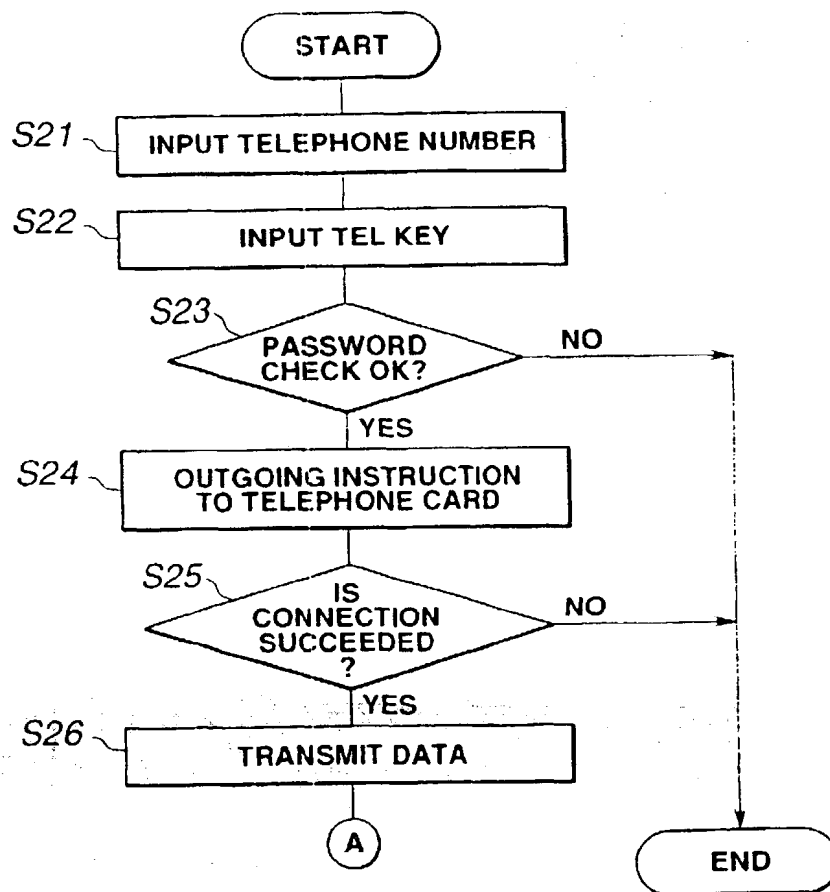 START
S21
INPUT TELEPHONE NUMBER
S22
INPUT TEL KEY
S23
PASSWORD
CHECK OK?
NO
YES
S24
OUTGOING INSTRUCTION
TO TELEPHONE CARD
S25
IS
CONNECTION
SUCCEEDED
?
NO
YES
S26
TRANSMIT DATA
A
END